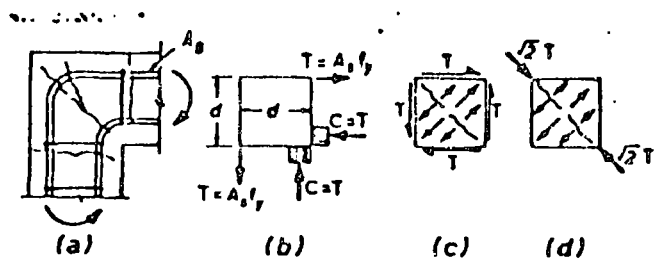 A_s
T = A_s f_y
d
d
C=T
T = A_s f_y
C=T
T
T
T
T
√2 T
√2 T
(a)
(b)
(c)
(d)